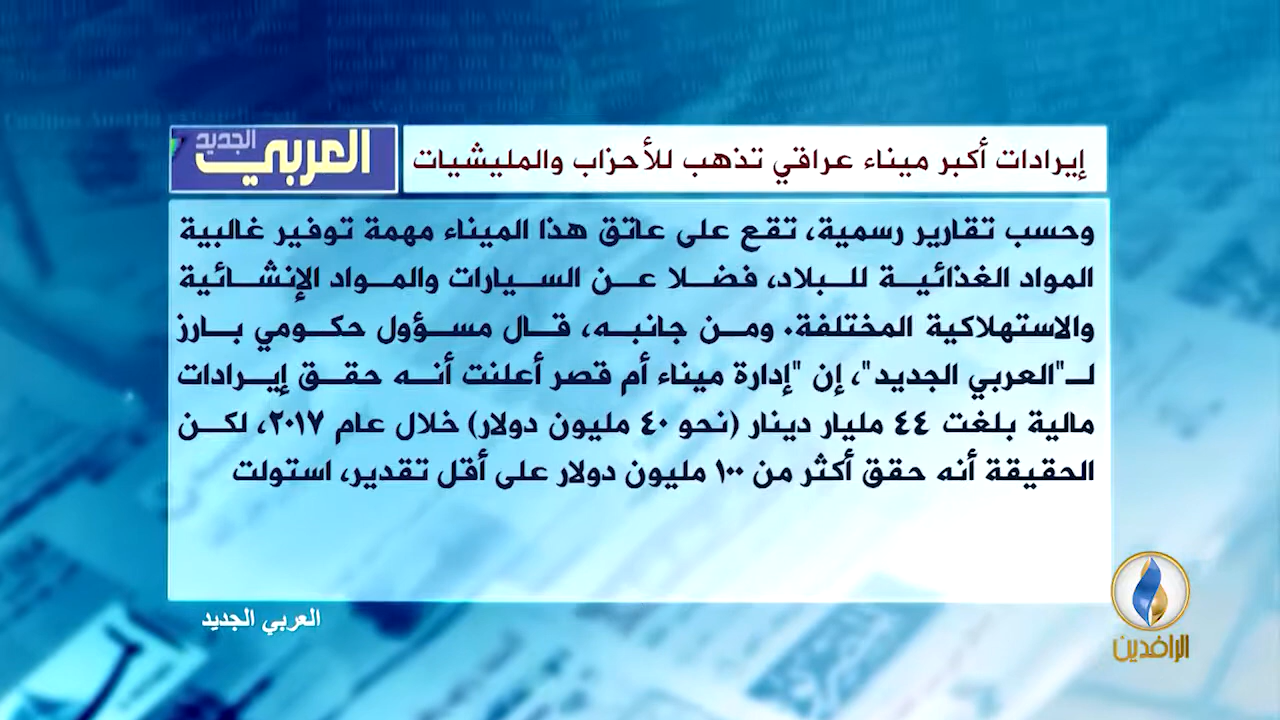 إيرادات أكبر ميناء عراقي تذهب للأحزاب والمليشيات
العربي الجديد
وحسب تقارير رسمية، تقع على عاتق هذا الميناء مهمة توفير غالبية
المواد الغذائية للبلاد، فضلا عن السيارات والمواد الإنشائية
والاستهلاكية المختلفة. ومن جانبه، قال مسؤول حكومي بارز
لـ"العربي الجديد"، إن "إدارة ميناء أم قصر أعلنت أنه حقق إيرادات
مالية بلغت ٤٤ مليار دينار (نحو ٤٠ مليون دولار) خلال عام ٢٠١٧، لكن
الحقيقة أنه حقق أكثر من ١٠٠ مليون دولار على أقل تقدير، استولت
العربي الجديد
الرافدين